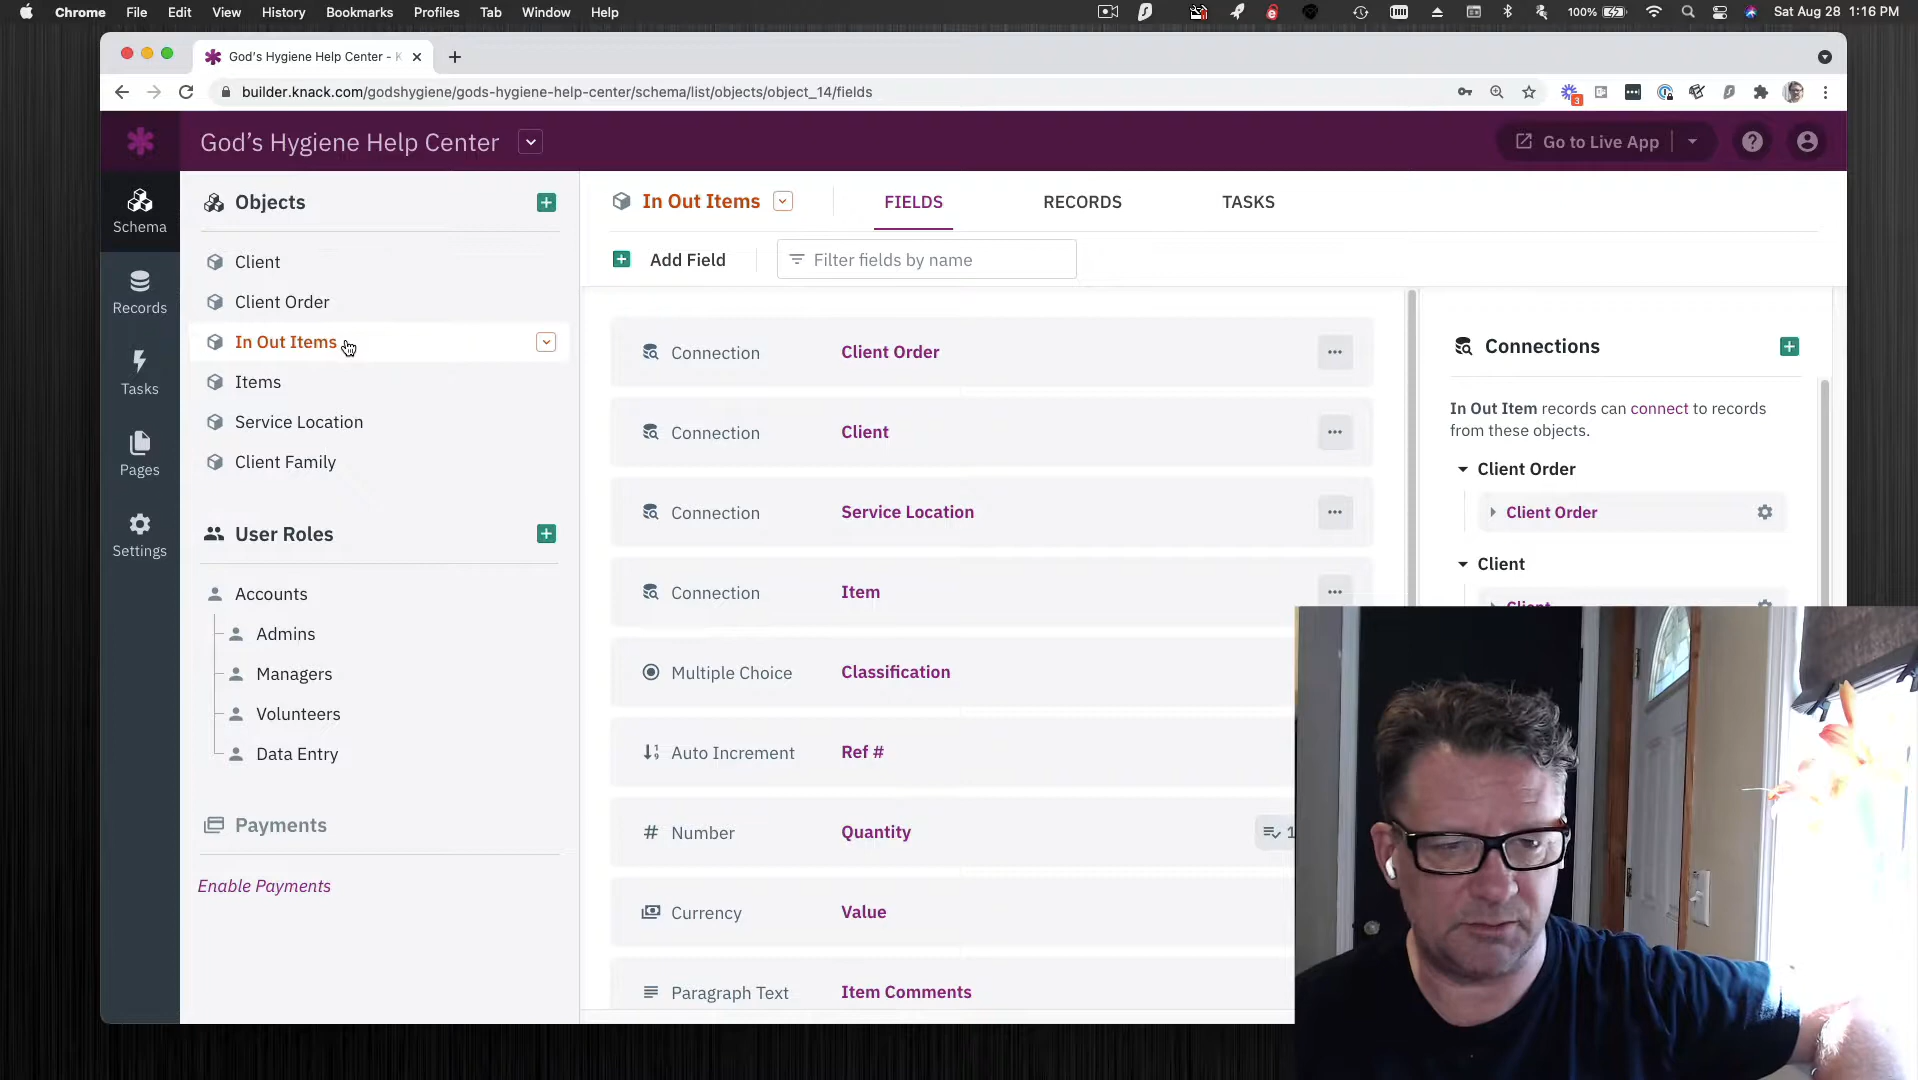 Chrome File Edit View History Bookmarks Profiles Tab Window Help
100% Sat Aug 28 1:16 PM
God's Hygiene Help Center - K
builder.knack.com/godshygiene/gods-hygiene-help-center/schema/list/objects/object_14/fields
3
God's Hygiene Help Center
Go to Live App
Schema
Records
Tasks
Pages
Settings
Objects
Client
Client Order
In Out Items
Items
Service Location
Client Family
User Roles
Accounts
Admins
Managers
Volunteers
Data Entry
Payments
Enable Payments
In Out Items FIELDS RECORDS TASKS
Add Field Filter fields by name
Connection Client Order
Connection Client
Connection Service Location
Connection Item
Multiple Choice Classification
Auto Increment Ref #
# Number Quantity 1
Currency Value
Paragraph Text Item Comments
Connections
In Out Item records can connect to records
from these objects.
Client Order
Client Order
Client
Client